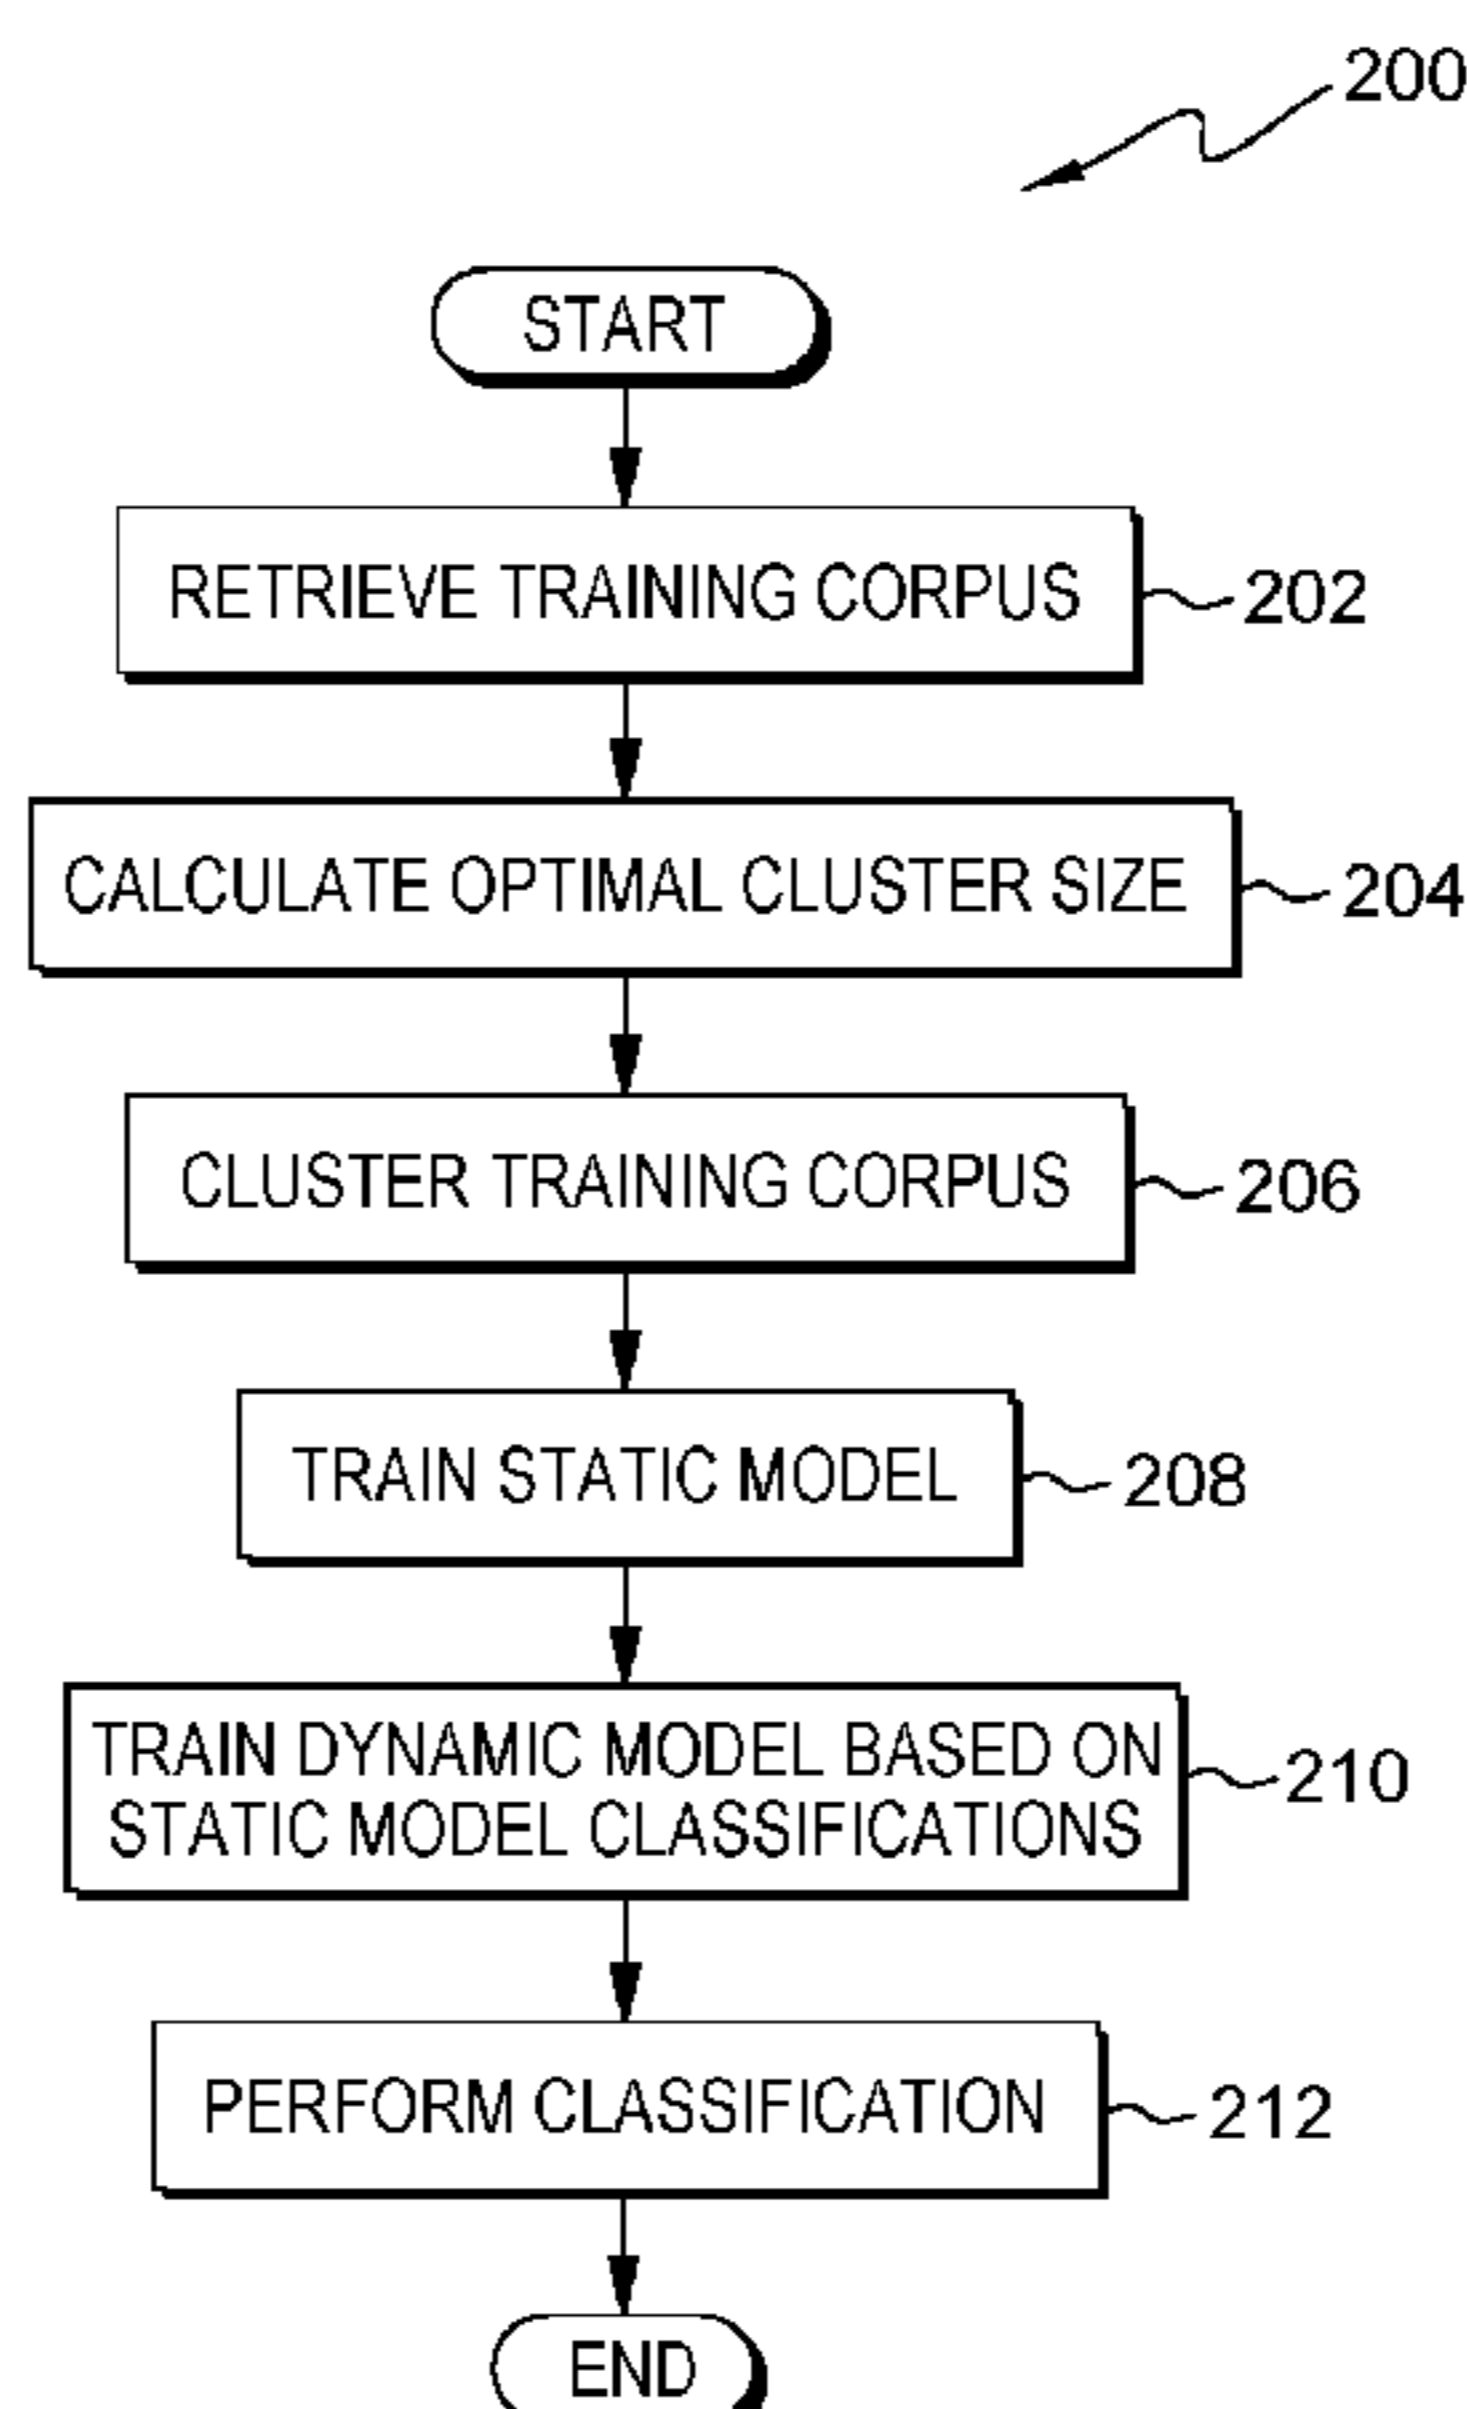 200
START
RETRIEVE TRAINING CORPUS
202
CALCULATE OPTIMAL CLUSTER SIZE
204
CLUSTER TRAINING CORPUS
206
TRAIN STATIC MODEL
208
TRAIN DYNAMIC MODEL BASED ON
STATIC MODEL CLASSIFICATIONS
210
PERFORM CLASSIFICATION
212
END